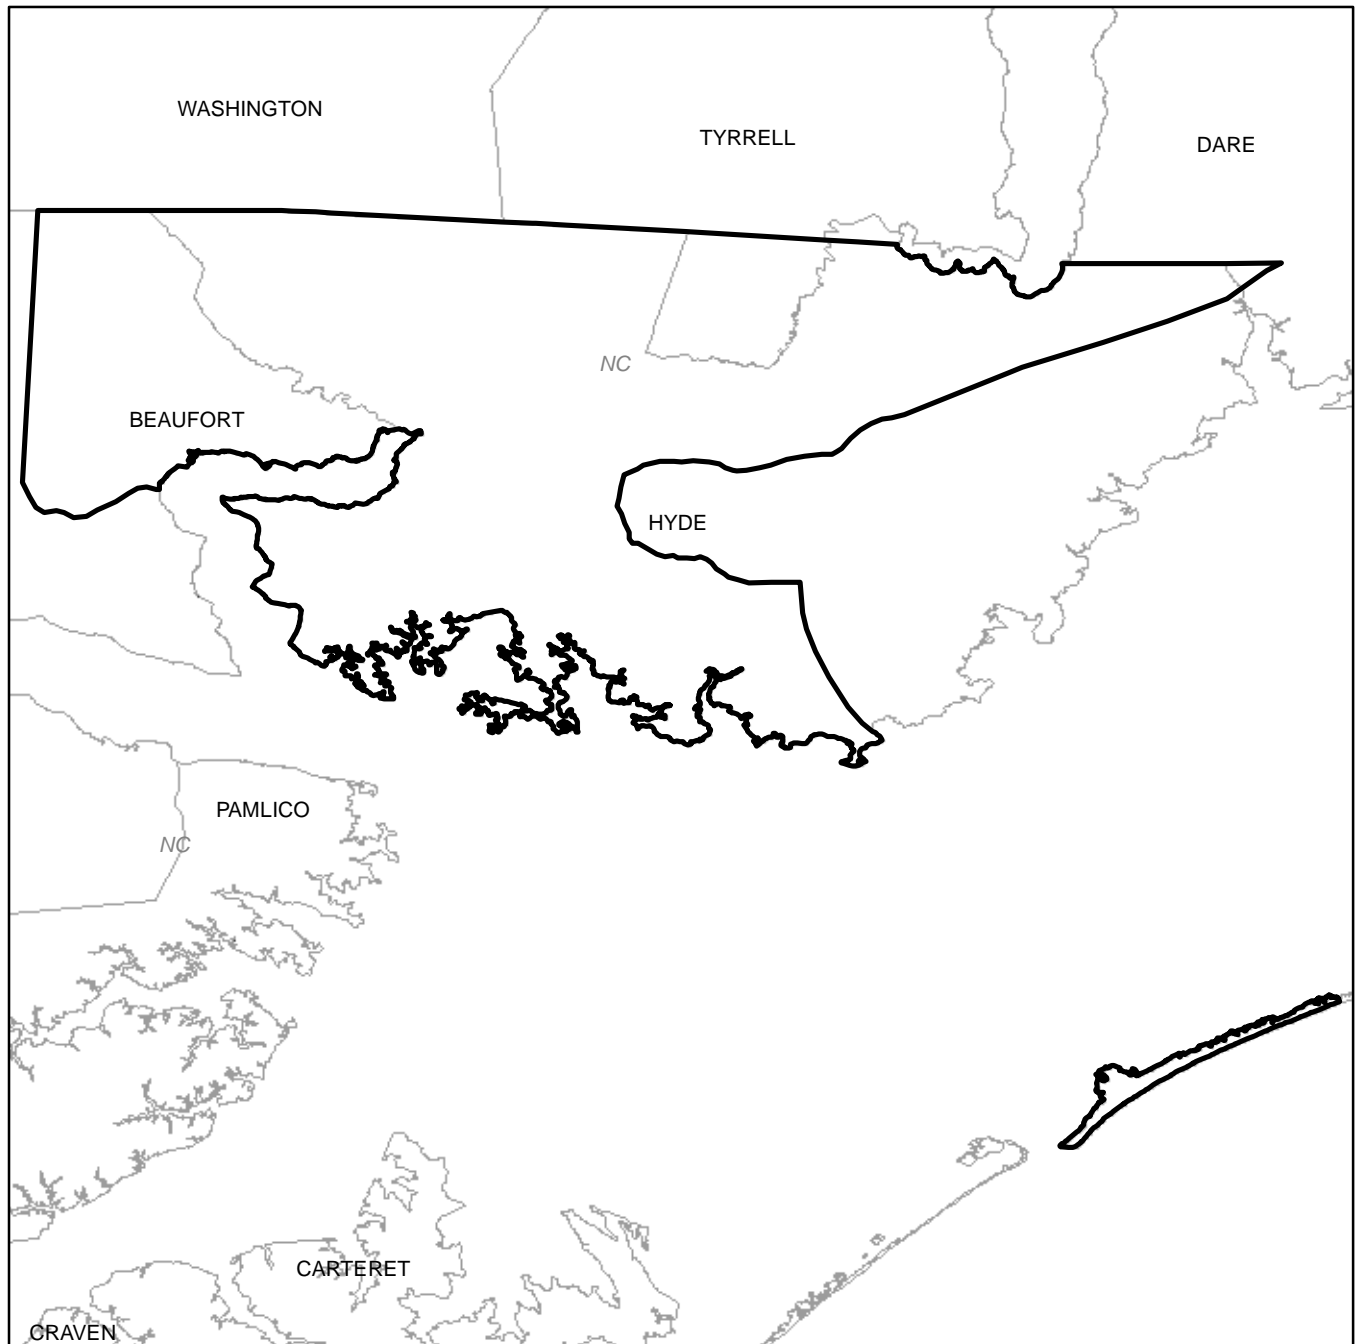 WASHINGTON
TYRRELL
DARE
NC
BEAUFORT
HYDE
PAMLICO
NC
CARTERET
CRAVEN